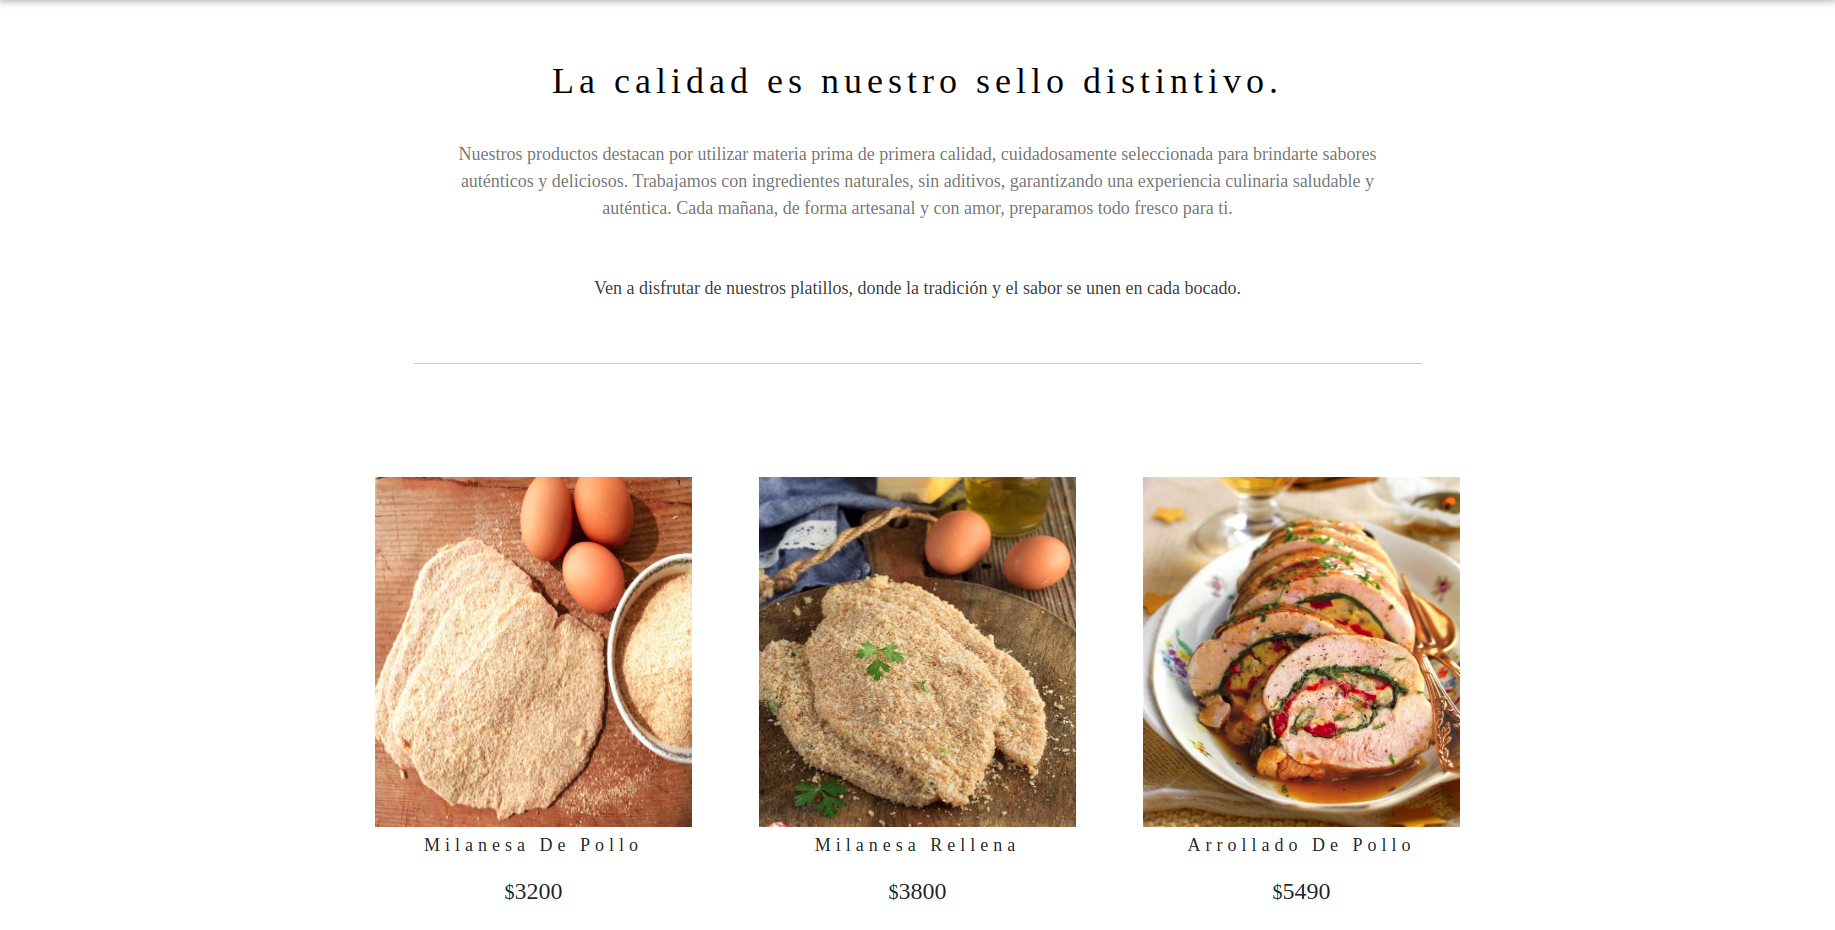 La calidad es nuestro sello distintivo.
Nuestros productos destacan por utilizar materia prima de primera calidad, cuidadosamente seleccionada para brindarte sabores
auténticos y deliciosos. Trabajamos con ingredientes naturales, sin aditivos, garantizando una experiencia culinaria saludable y
auténtica. Cada mañana, de forma artesanal y con amor, preparamos todo fresco para ti.
Ven a disfrutar de nuestros platillos, donde la tradición y el sabor se unen en cada bocado.
Milanesa De Pollo
Milanesa Rellena
Arrollado De Pollo
$3200
$3800
$5490